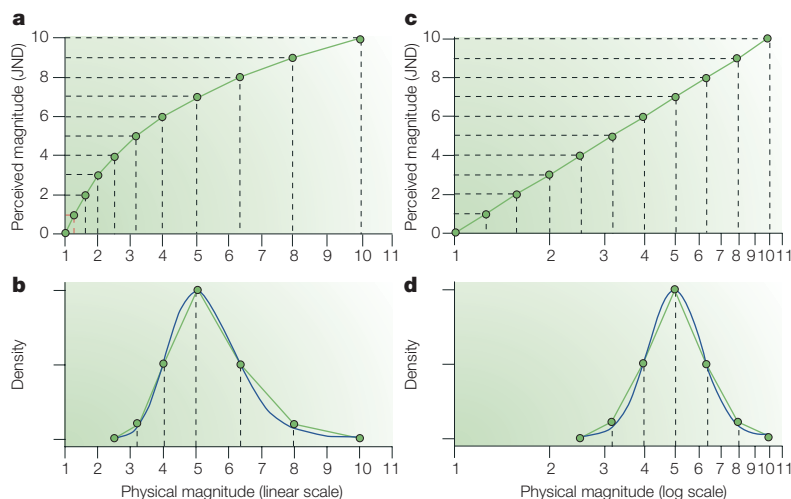 a
Perceived magnitude (JND)
10
8
6
4
2
0
1 2 3 4 5 6 7 8 9 10 11
b
Density
1 2 3 4 5 6 7 8 9 10 11
Physical magnitude (linear scale)
c
Perceived magnitude (JND)
10
8
6
4
2
0
1 2 3 4 5 6 7 8 9 10 11
d
Density
1 2 3 4 5 6 7 8 9 10 11
Physical magnitude (log scale)